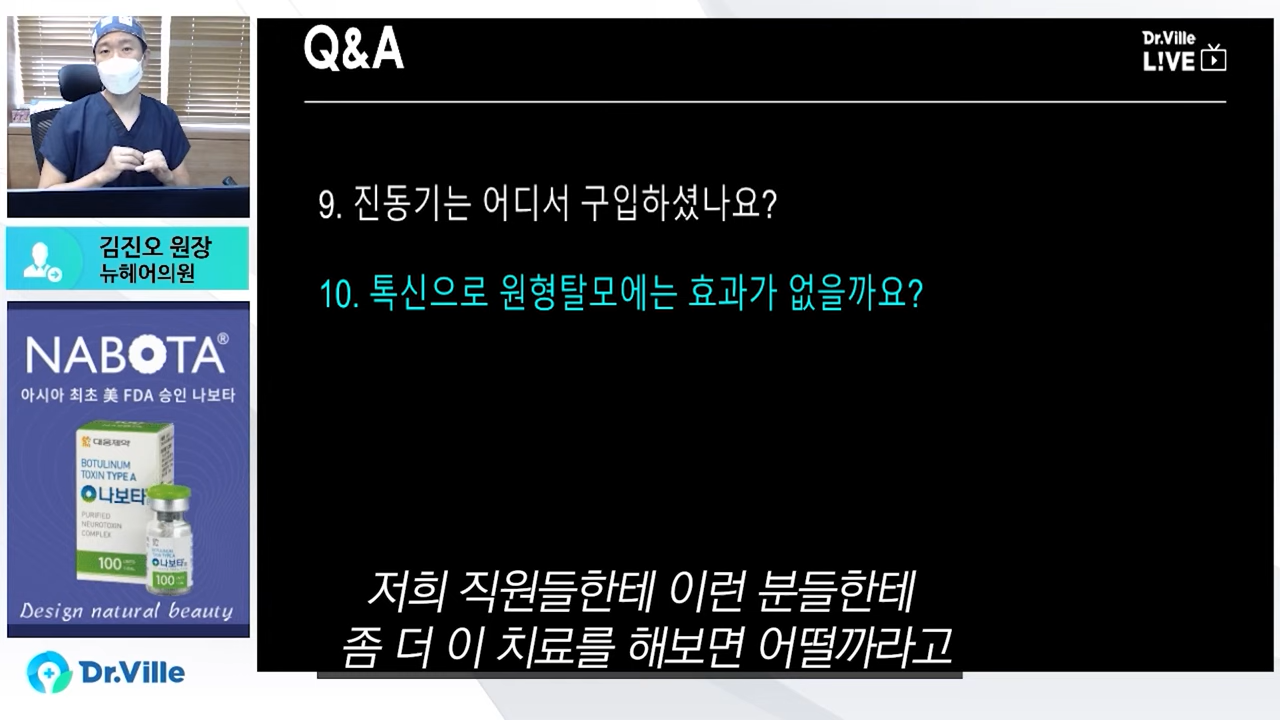 Q&A
Dr.Ville
L!VE
9. 진동기는 어디서 구입하셨나요?
10. 톡신으로 원형탈모에는 효과가 없을까요?
저희 직원들한테 이런 분들한테
좀 더 이 치료를 해보면 어떨까라고
김진오 원장
뉴헤어의원
NABOTA®
아시아 최초 美 FDA 승인 나보타
대웅제약
BOTULINUM
TOXIN TYPE A
나보타
PURIFIED
NEUROTOXIN
COMPLEX
100
나보타
100
Design natural beauty
Dr.Ville